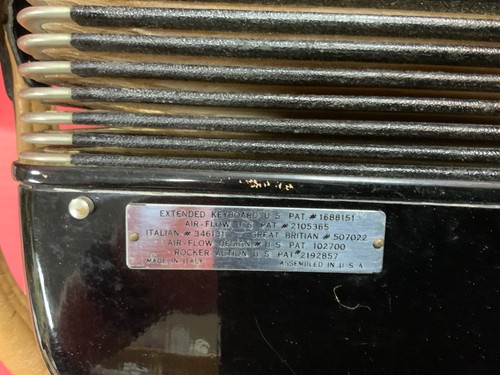 EXTENDED KEYBOARD U.S. PAT. # 1688151
AIR-FLOW U.S. PAT # 2105365
ITALIAN # GREAT BRITIAN # 507022
AIR-FLOW DESIGN # U.S. PAT. 102700
ROCKER ACTION U.S. PAT. # 2192857
MADE IN ITALY ASSEMBLED IN U.S.A.